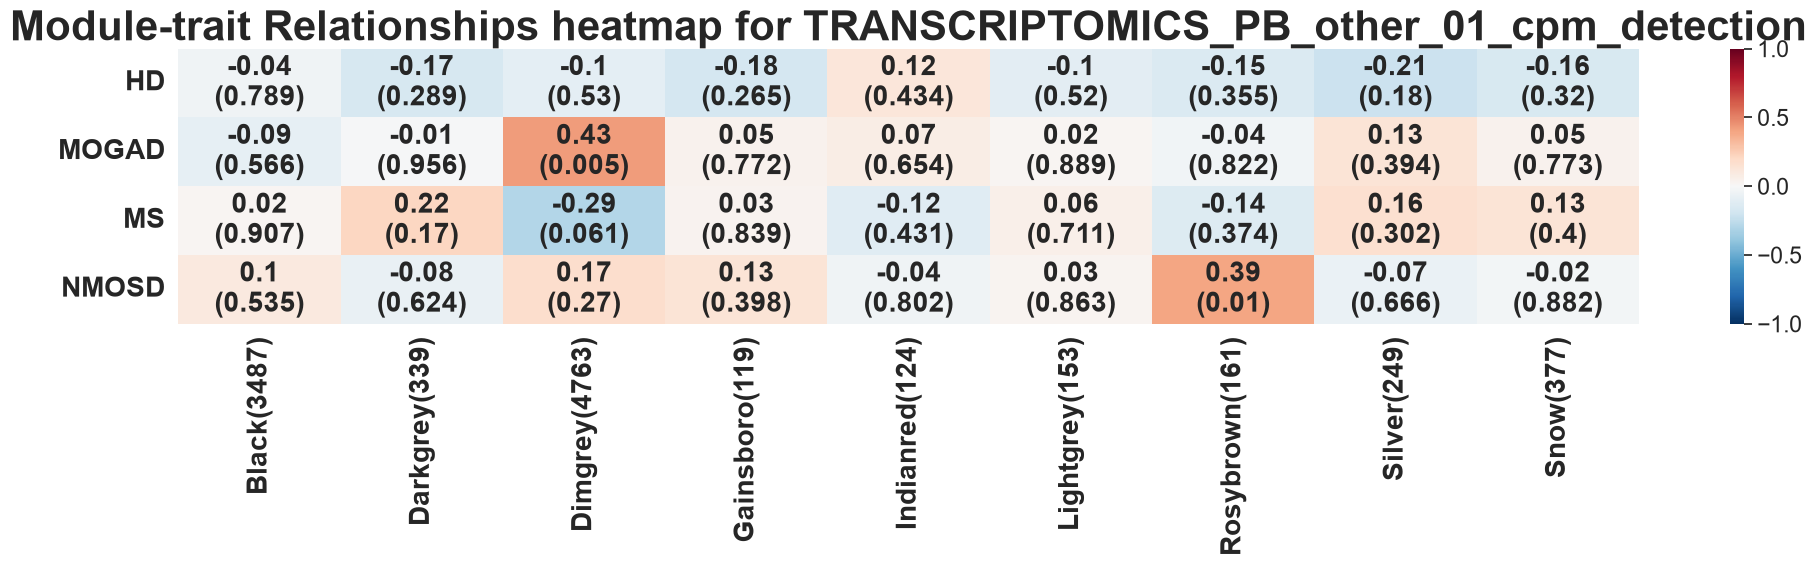 Module-trait Relationships heatmap for TRANSCRIPTOMICS_PB_other_01_cpm_detection
HD -0.04 -0.17 -0.1 -0.18 0.12 -0.1 -0.15 -0.21 -0.16
(0.789) (0.289) (0.53) (0.265) (0.434) (0.52) (0.355) (0.18) (0.32)
MOGAD -0.09 -0.01 0.43 0.05 0.07 0.02 -0.04 0.13 0.05
(0.566) (0.956) (0.005) (0.772) (0.654) (0.889) (0.822) (0.394) (0.773)
MS 0.02 0.22 -0.29 0.03 -0.12 0.06 -0.14 0.16 0.13
(0.907) (0.17) (0.061) (0.839) (0.431) (0.711) (0.374) (0.302) (0.4)
NMOSD 0.1 -0.08 0.17 0.13 -0.04 0.03 0.39 -0.07 -0.02
(0.535) (0.624) (0.27) (0.398) (0.802) (0.863) (0.01) (0.666) (0.882)
Black(3487)
Darkgrey(339)
Dimgrey(4763)
Gainsboro(119)
Indianred(124)
Lightgrey(153)
Rosybrown(161)
Silver(249)
Snow(377)
1.0
0.5
0.0
−0.5
−1.0